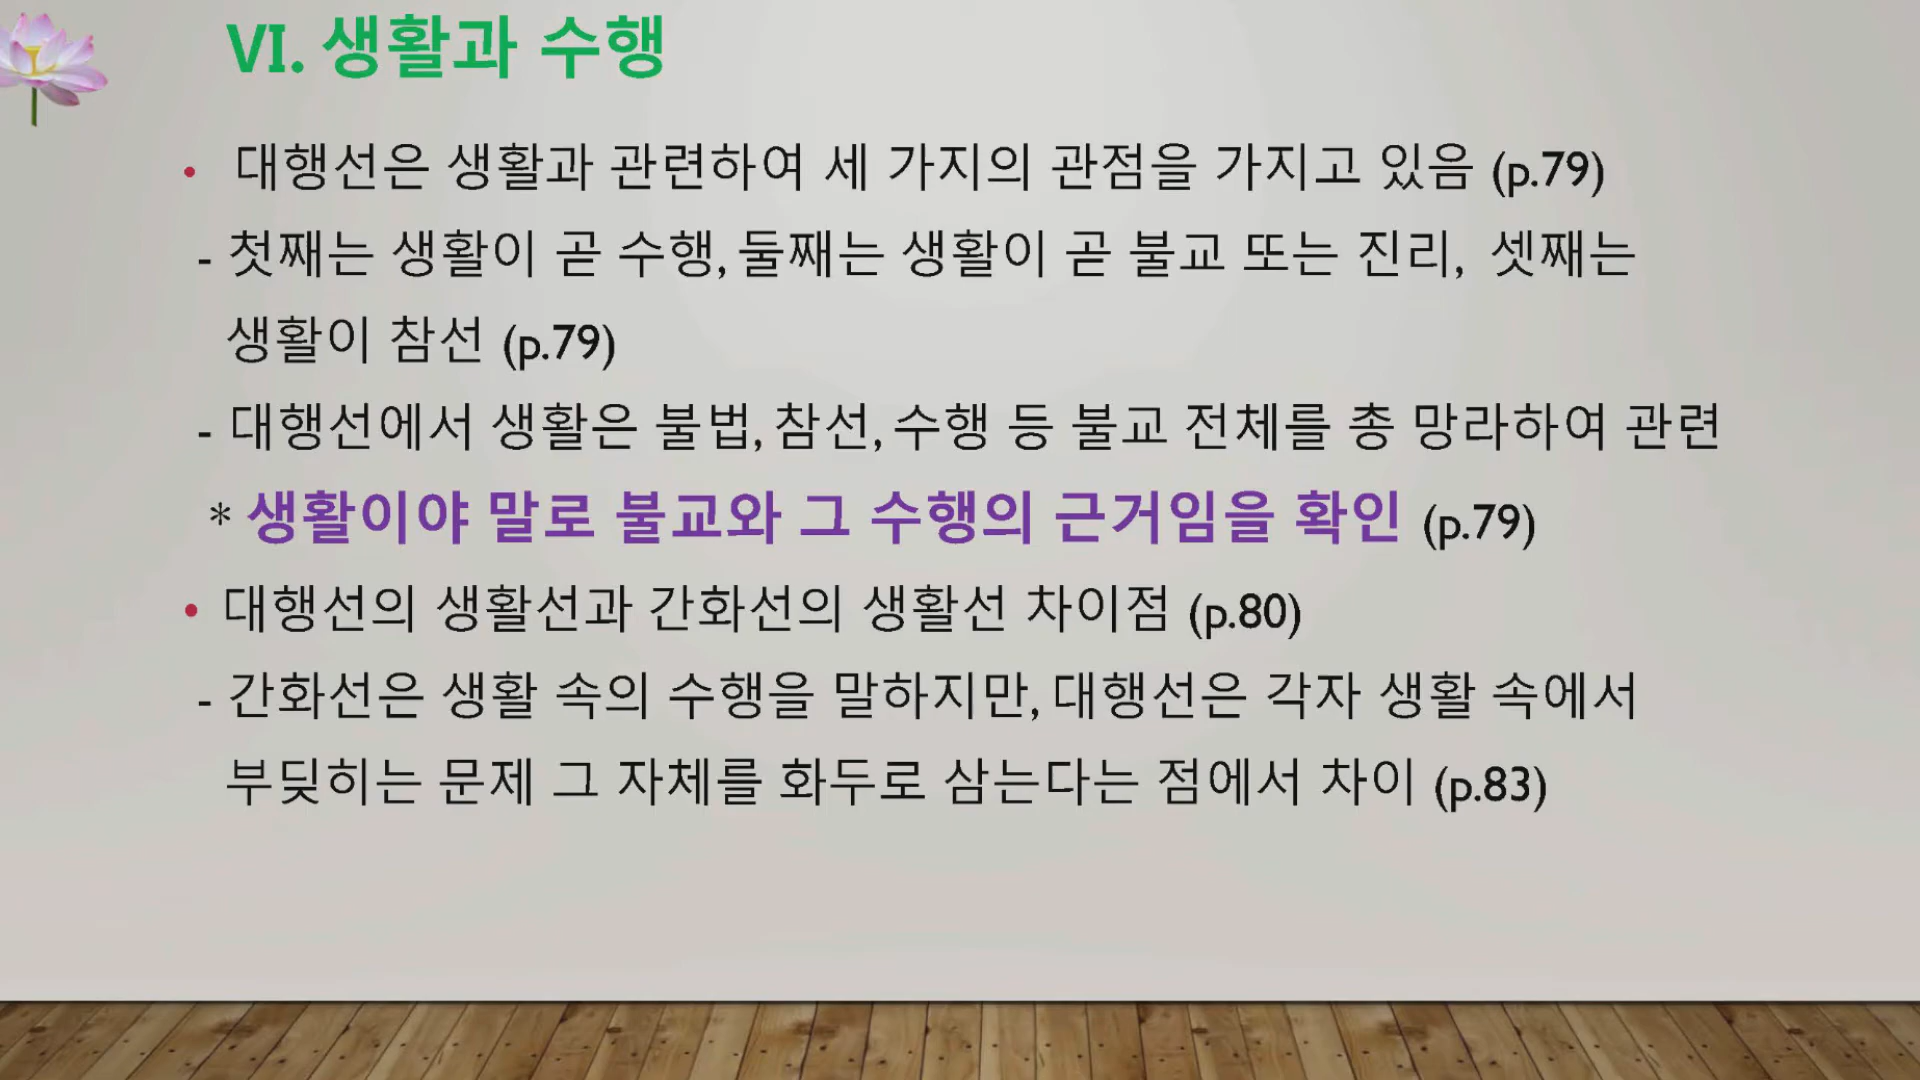 VI. 생활과 수행
• 대행선은 생활과 관련하여 세 가지의 관점을 가지고 있음 (p.79)
- 첫째는 생활이 곧 수행, 둘째는 생활이 곧 불교 또는 진리, 셋째는
생활이 참선 (p.79)
- 대행선에서 생활은 불법, 참선, 수행 등 불교 전체를 총 망라하여 관련
* 생활이야 말로 불교와 그 수행의 근거임을 확인 (p.79)
• 대행선의 생활선과 간화선의 생활선 차이점 (p.80)
- 간화선은 생활 속의 수행을 말하지만, 대행선은 각자 생활 속에서
부딪히는 문제 그 자체를 화두로 삼는다는 점에서 차이 (p.83)